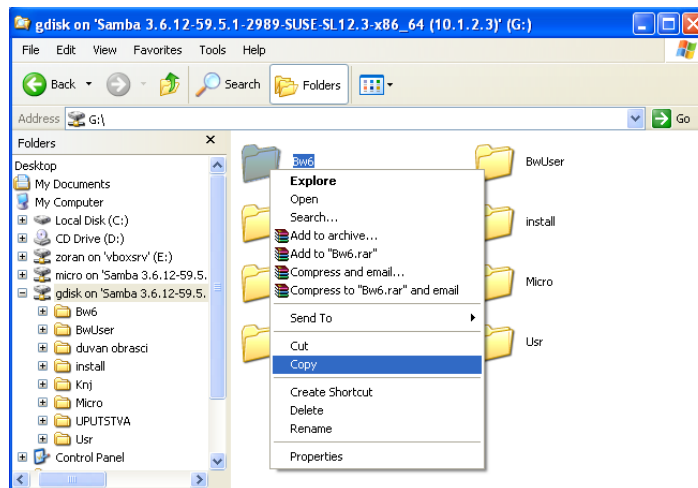 gdisk on 'Samba 3.6.12-59.5.1-2989-SUSE-SL12.3-x86_64 (10.1.2.3)' (G:)
File Edit View Favorites Tools Help
Back Search Folders
Address G:\ Go
Folders x
Desktop
My Documents
My Computer
Local Disk (C:)
CD Drive (D:)
zoran on 'vboxsrv' (E:)
micro on 'Samba 3.6.12-59.5.
gdisk on 'Samba 3.6.12-59.5.
Bw6
BwUser
duvan obrasci
install
Knj
Micro
UPUTSTVA
Usr
Control Panel
Bw6
BwUser
install
Micro
Usr
Explore
Open
Search...
Add to archive...
Add to "Bw6.rar"
Compress and email...
Compress to "Bw6.rar" and email
Send To
Cut
Copy
Create Shortcut
Delete
Rename
Properties